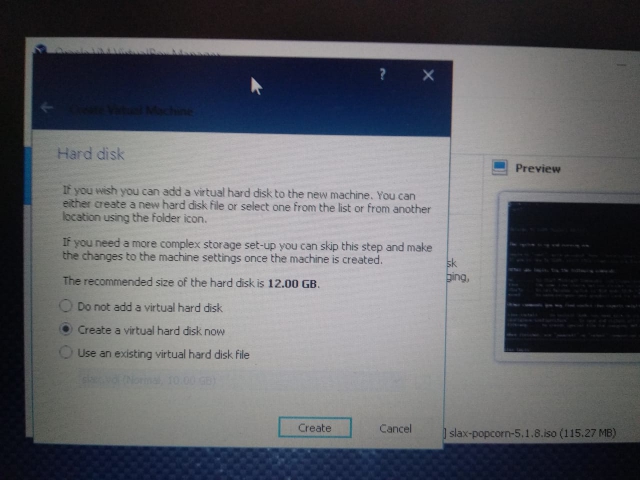 Oracle VM VirtualBox Manager
?
Create Virtual Machine
Hard disk
Preview
If you wish you can add a virtual hard disk to the new machine. You can
either create a new hard disk file or select one from the list or from another
location using the folder icon.
If you need a more complex storage set-up you can skip this step and make
the changes to the machine settings once the machine is created.
sk
ging,
The recommended size of the hard disk is 12.00 GB.
Do not add a virtual hard disk
Create a virtual hard disk now
Use an existing virtual hard disk file
(Normal, 10.00 GB)
Create
Cancel
] slax-popcorn-5.1.8.iso (115.27 MB)